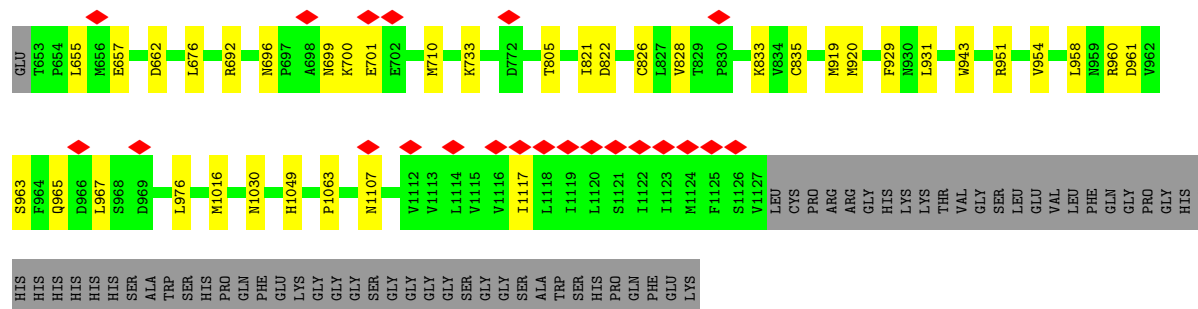 GLU T653 P654 L655 M656 E657 D662 L676 R692 N696 P697 A698 N699 K700 E701 E702 M710 K733 D772 T805 I821 D822 C826 L827 V828 T829 P830 K833 V834 C835 M919 M920 F929 N930 L931 W943 R951 V954 L958 N959 R960 D961 V962
S963 F964 Q965 D966 L967 S968 D969 L976 M1016 N1030 H1049 P1063 N1107 V1112 V1113 L1114 V1115 V1116 I1117 L1118 I1119 L1120 S1121 I1122 I1123 M1124 F1125 S1126 V1127 LEU CYS PRO ARG ARG GLY HIS LYS LYS THR VAL GLY SER LEU GLU VAL LEU PHE GLN GLY PRO GLY HIS
HIS HIS HIS HIS HIS HIS SER ALA TRP SER HIS PRO GLN PHE GLU LYS GLY GLY GLY SER GLY GLY GLY GLY SER GLY GLY SER ALA TRP SER HIS PRO GLN PHE GLU LYS